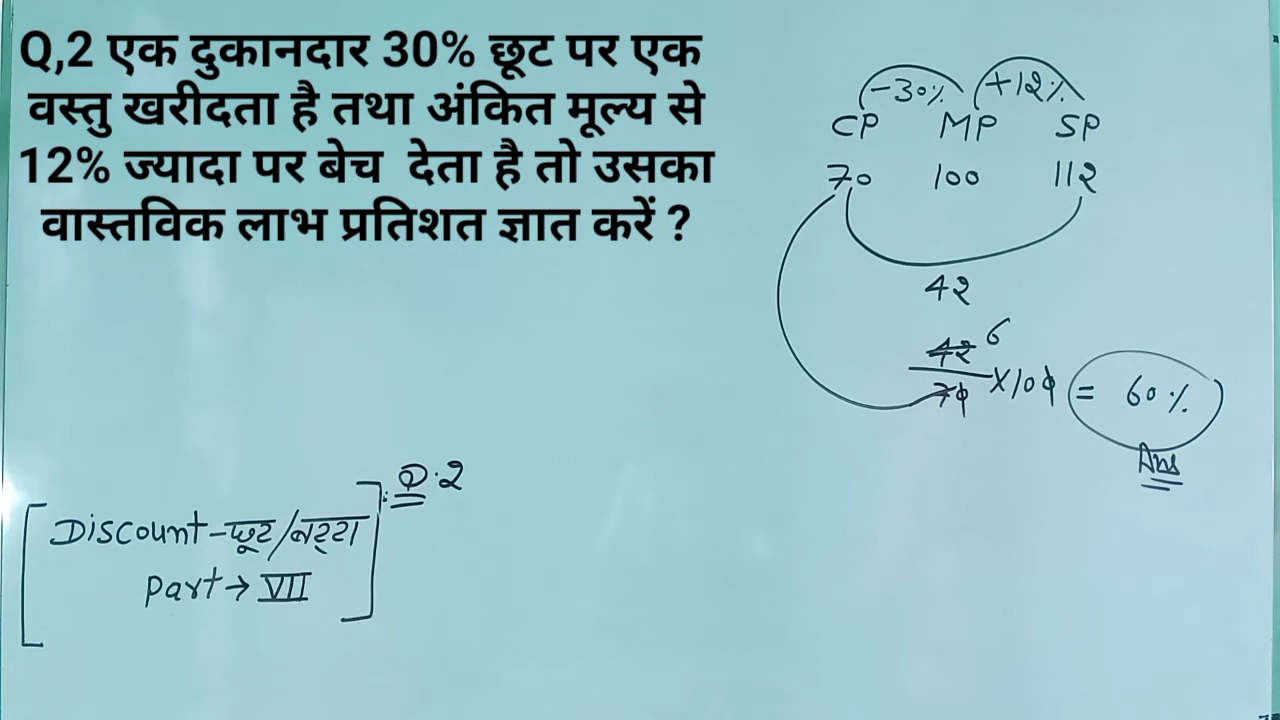 Q,2 एक दुकानदार 30% छूट पर एक
वस्तु खरीदता है तथा अंकित मूल्य से
12% ज्यादा पर बेच देता है तो उसका
वास्तविक लाभ प्रतिशत ज्ञात करें ?
-30% +12%
CP MP SP
70 100 112
42
42 6
70 X100 = 60%
Ans
Q.2
Discount-छूट/बट्टा
Part→VII